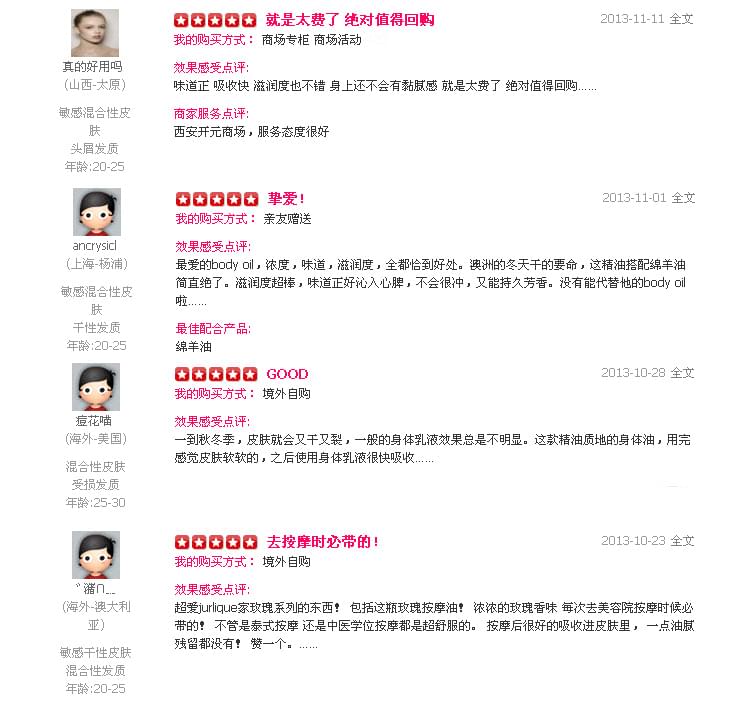 就是太费了 绝对值得回购
2013-11-11 全文
我的购买方式： 商场专柜 商场活动
真的好用吗
(山西-太原)
敏感混合性皮
肤
头屑发质
年龄:20-25
效果感受点评:
味道正 吸收快 滋润度也不错 身上还不会有黏腻感 就是太费了 绝对值得回购......
商家服务点评:
西安开元商场，服务态度很好
挚爱！
2013-11-01 全文
我的购买方式： 亲友赠送
ancrysicl
(上海-杨浦)
敏感混合性皮
肤
干性发质
年龄:20-25
效果感受点评:
最爱的body oil，浓度，味道，滋润度，全都恰到好处。澳洲的冬天干的要命，这精油搭配绵羊油
简直绝了。滋润度超棒，味道正好沁入心脾，不会很冲，又能持久芳香。没有能代替他的body oil
啦......
最佳配合产品:
绵羊油
GOOD
2013-10-28 全文
我的购买方式： 境外自购
痘花喵
(海外-美国)
混合性皮肤
受损发质
年龄:25-30
效果感受点评:
一到秋冬季，皮肤就会又干又裂，一般的身体乳液效果总是不明显。这款精油质地的身体油，用完
感觉皮肤软软的，之后使用身体乳液很快吸收......
去按摩时必带的！
2013-10-23 全文
我的购买方式： 境外自购
(海外-澳大利
亚)
敏感干性皮肤
混合性发质
年龄:20-25
效果感受点评:
超爱jurlique家玫瑰系列的东西！ 包括这瓶玫瑰按摩油！ 浓浓的玫瑰香味 每次去美容院按摩时候必
带的！ 不管是泰式按摩 还是中医学位按摩都是超舒服的。 按摩后很好的吸收进皮肤里， 一点油腻
残留都没有！ 赞一个。......